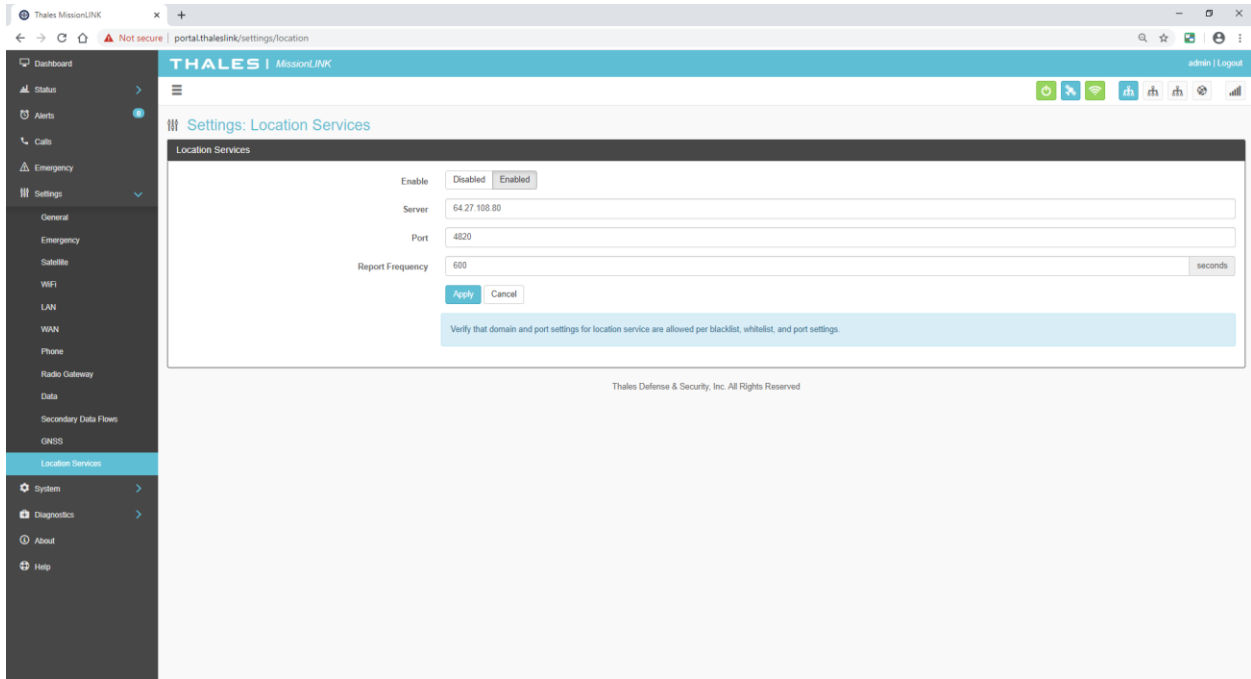 Thales MissionLINK
Not secure | portal.thaleslink/settings/location
Dashboard
THALES | MissionLINK
admin | Logout
Status
Alerts
0
Calls
Emergency
Settings
General
Emergency
Satellite
WiFi
LAN
WAN
Phone
Radio Gateway
Data
Secondary Data Flows
GNSS
Location Services
System
Diagnostics
About
Help
Settings: Location Services
Location Services
Enable Disabled Enabled
Server 64.27.108.80
Port 4820
Report Frequency 600 seconds
Apply Cancel
Verify that domain and port settings for location service are allowed per blacklist, whitelist, and port settings.
Thales Defense & Security, Inc. All Rights Reserved